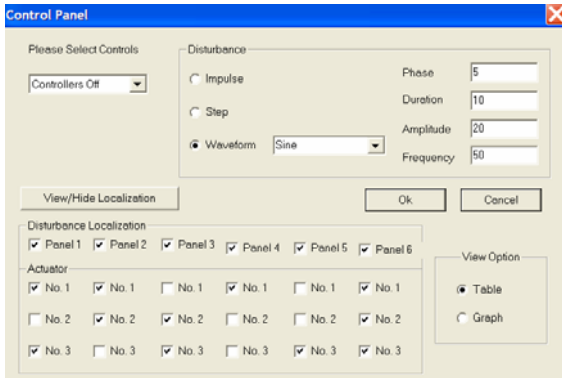 Control Panel
Please Select Controls
Controllers Off
Disturbance
Impulse
Step
Waveform Sine
Phase 5
Duration 10
Amplitude 20
Frequency 50
View/Hide Localization
Ok Cancel
Disturbance Localization
Panel 1 Panel 2 Panel 3 Panel 4 Panel 5 Panel 6
Actuator
No. 1 No. 1 No. 1 No. 1 No. 1 No. 1
No. 2 No. 2 No. 2 No. 2 No. 2 No. 2
No. 3 No. 3 No. 3 No. 3 No. 3 No. 3
View Option
Table
Graph